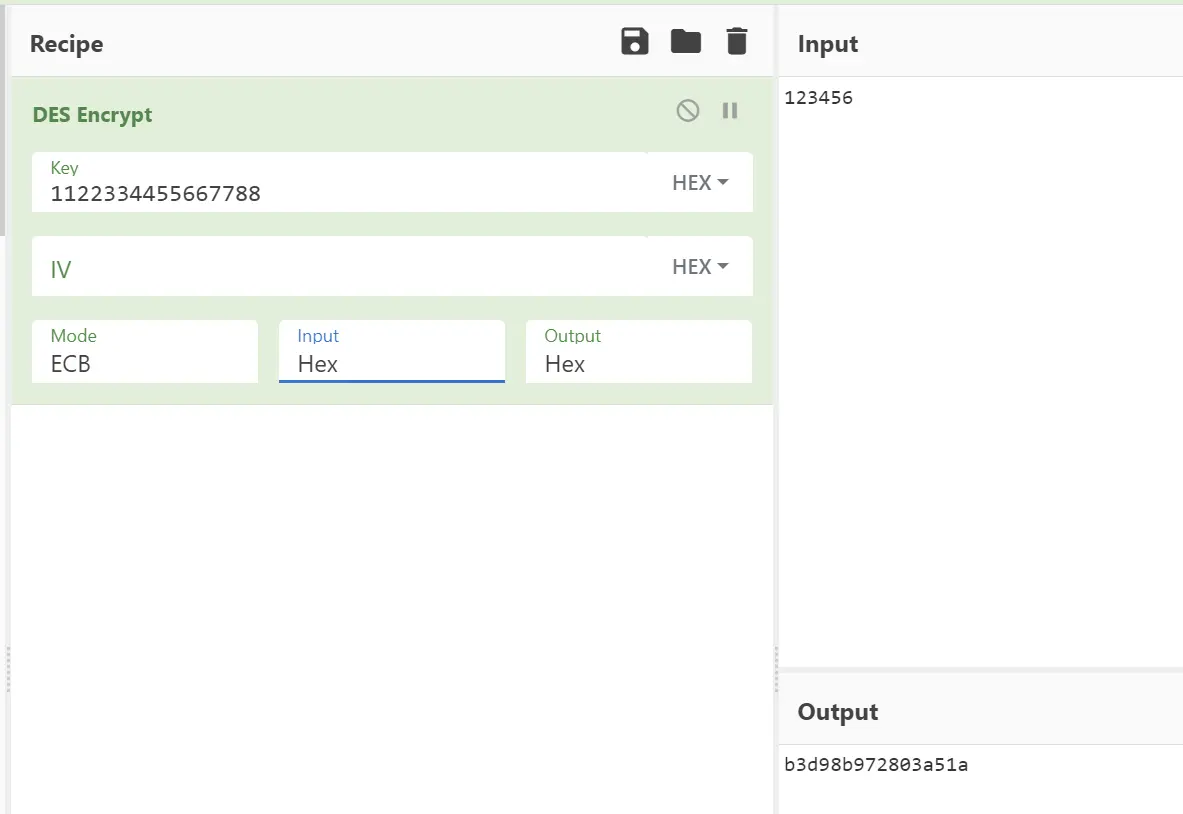 Recipe
DES Encrypt
Key
1122334455667788
HEX
IV
HEX
Mode
ECB
Input
Hex
Output
Hex
Input
123456
Output
b3d98b972803a51a